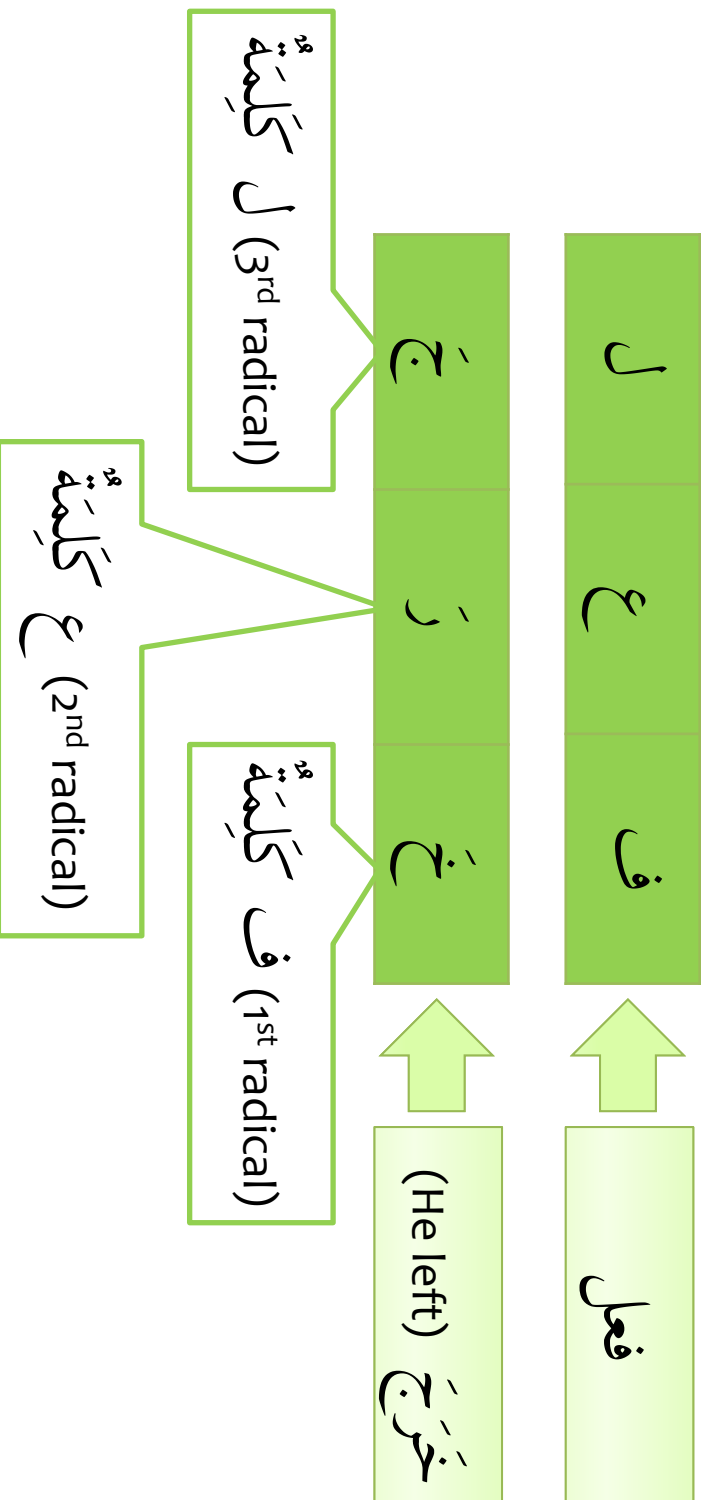 فعل
ف ع ل
خَرَجَ (He left)
خَ رَ جَ
ف كَلِمَةٌ (1st radical)
ل كَلِمَةٌ (3rd radical)
ع كَلِمَةٌ (2nd radical)